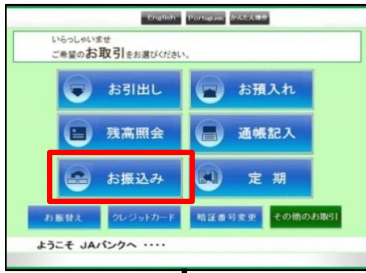 English Português かんたん操作
いらっしゃいませ
ご希望のお取引をお選びください。
お引出し お預入れ
残高照会 通帳記入
お振込み 定期
お振替え クレジットカード 暗証番号変更 その他のお取引
ようこそ JAバンクへ ････